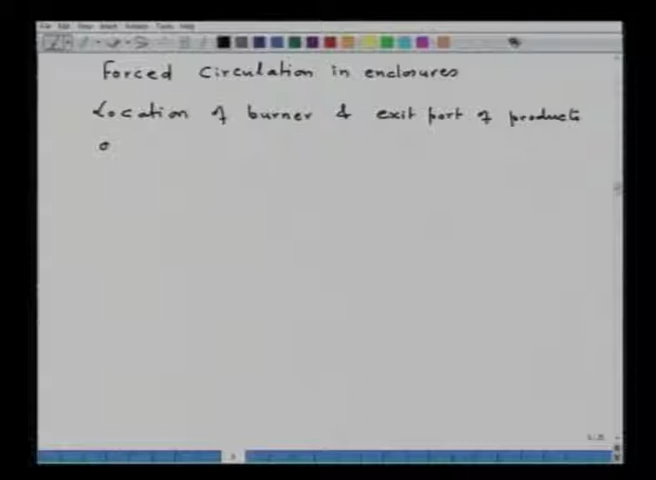 Forced Circulation in enclosures
Location of burner & exit port of products
o